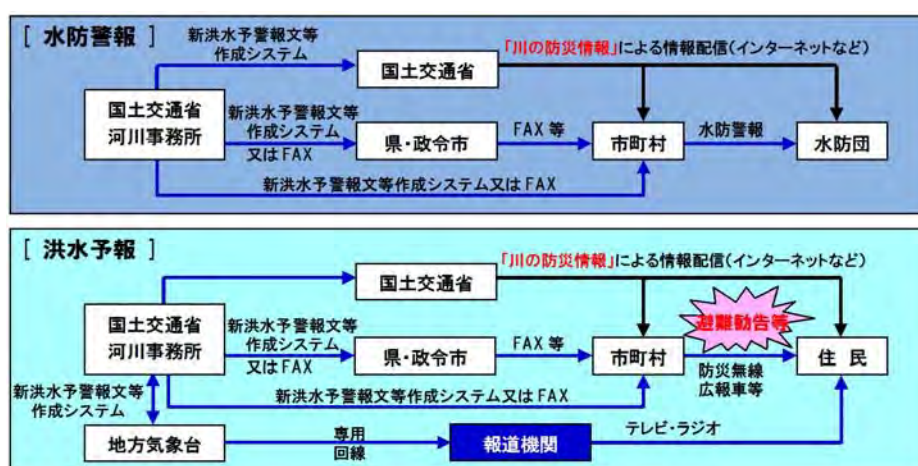 [ 水防警報 ]
新洪水予警報文等
作成システム
国土交通省
「川の防災情報」による情報配信(インターネットなど)
国土交通省
河川事務所
新洪水予警報文等
作成システム
又は FAX
県・政令市
FAX 等
市町村
水防警報
水防団
新洪水予警報文等作成システム又は FAX
[ 洪水予報 ]
国土交通省
「川の防災情報」による情報配信(インターネットなど)
国土交通省
河川事務所
新洪水予警報文等
作成システム
又は FAX
県・政令市
FAX 等
市町村
避難勧告等
防災無線
広報車等
住 民
新洪水予警報文等作成システム又は FAX
新洪水予警報文等
作成システム
地方気象台
専用
回線
報道機関
テレビ・ラジオ